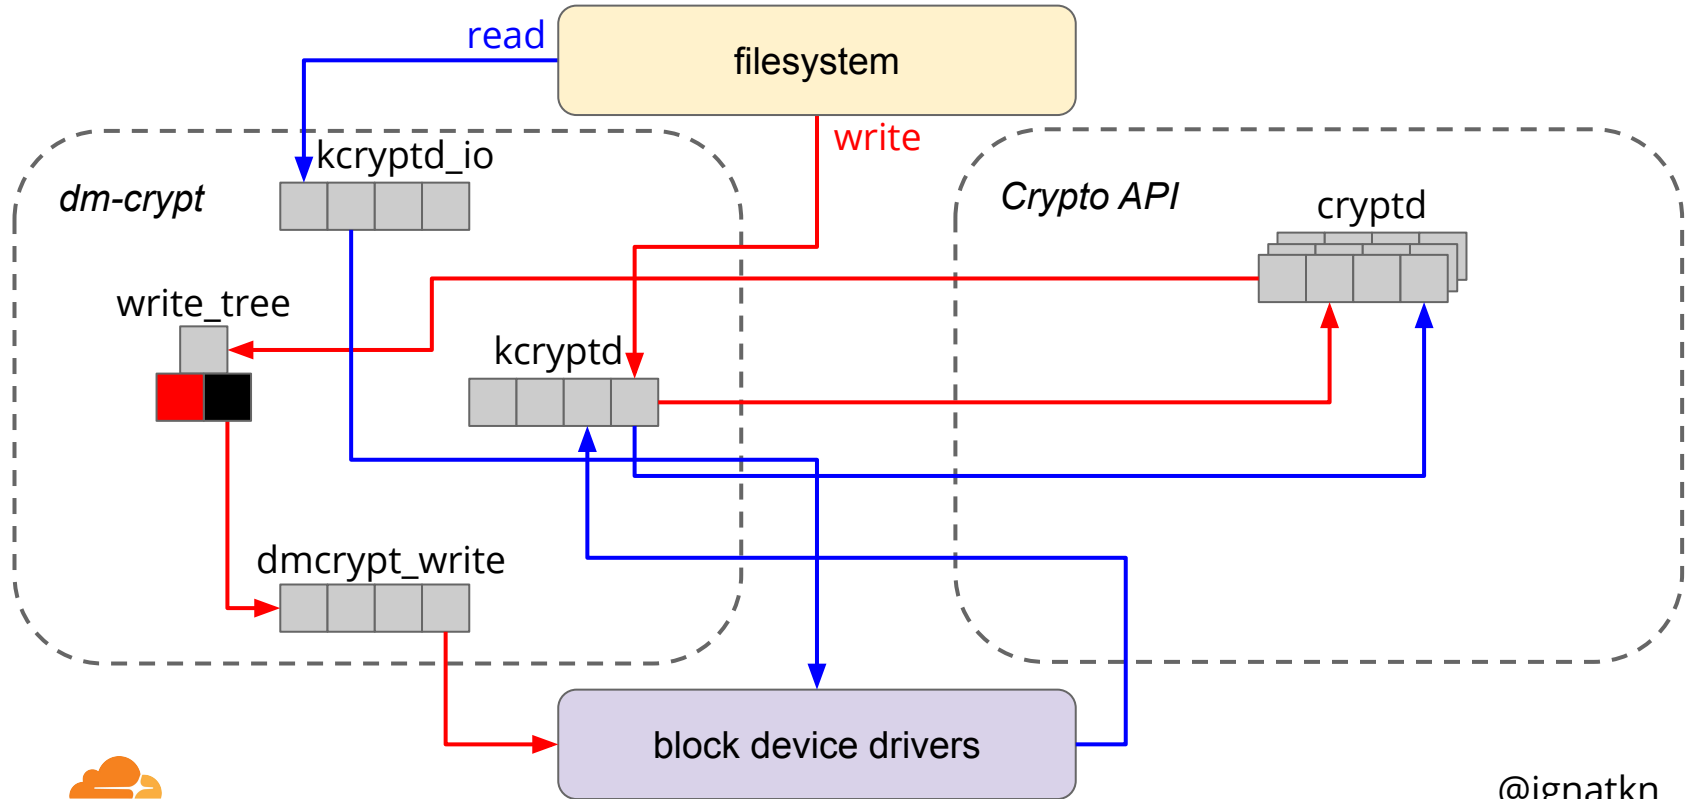 read
filesystem
write
kcryptd_io
dm-crypt
Crypto API
cryptd
write_tree
kcryptd
dmcrypt_write
block device drivers
@ignatkn